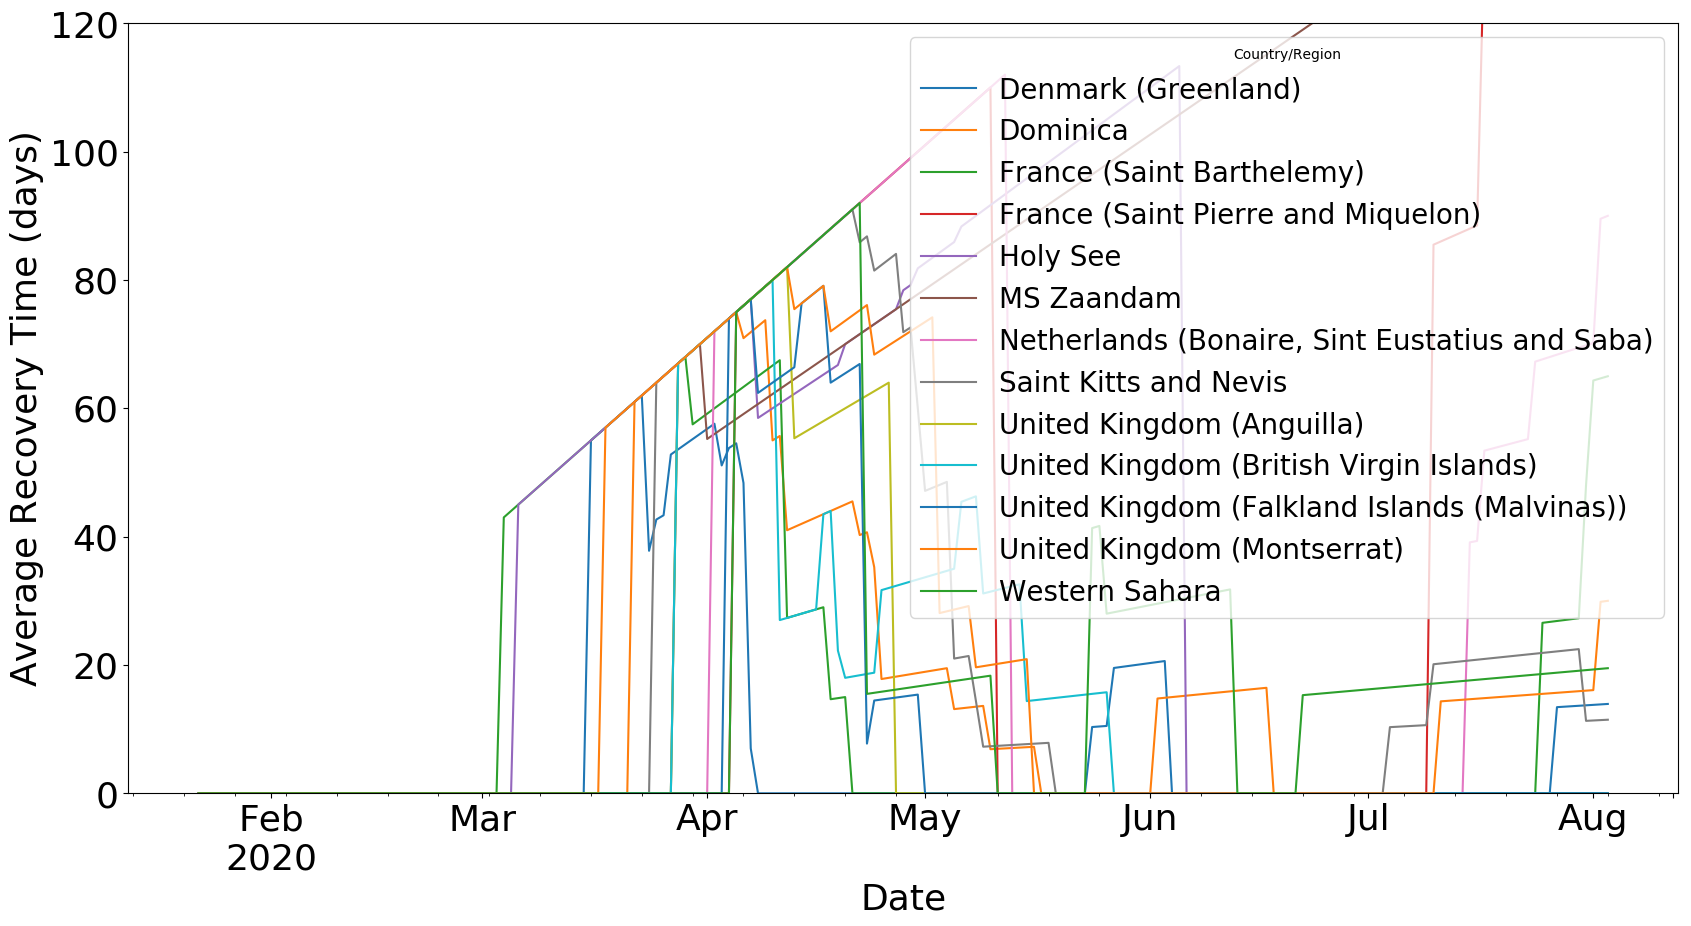 Average Recovery Time (days)
120
100
80
60
40
20
0
Country/Region
Denmark (Greenland)
Dominica
France (Saint Barthelemy)
France (Saint Pierre and Miquelon)
Holy See
MS Zaandam
Netherlands (Bonaire, Sint Eustatius and Saba)
Saint Kitts and Nevis
United Kingdom (Anguilla)
United Kingdom (British Virgin Islands)
United Kingdom (Falkland Islands (Malvinas))
United Kingdom (Montserrat)
Western Sahara
Feb Mar Apr May Jun Jul Aug
2020
Date